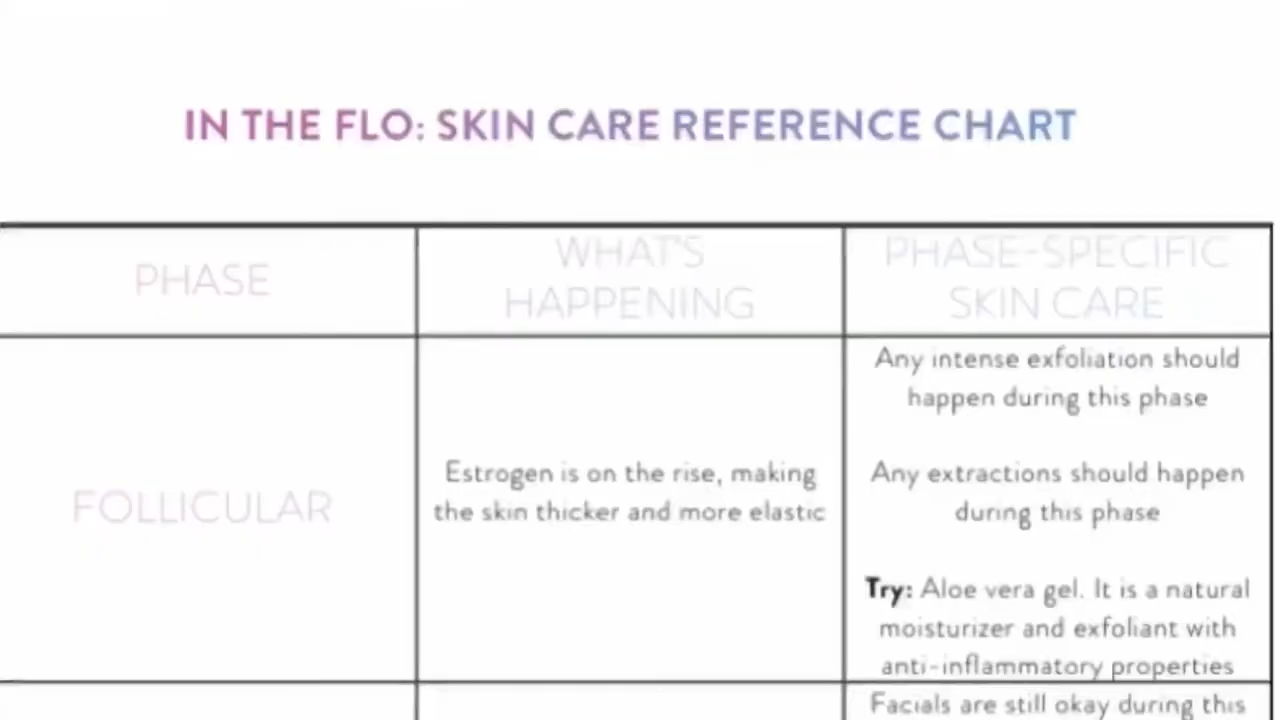 IN THE FLO: SKIN CARE REFERENCE CHART
PHASE
WHAT'S
HAPPENING
PHASE-SPECIFIC
SKIN CARE
FOLLICULAR
Estrogen is on the rise, making
the skin thicker and more elastic
Any intense exfoliation should
happen during this phase
Any extractions should happen
during this phase
Try: Aloe vera gel. It is a natural
moisturizer and exfoliant with
anti-inflammatory properties
Facials are still okay during this